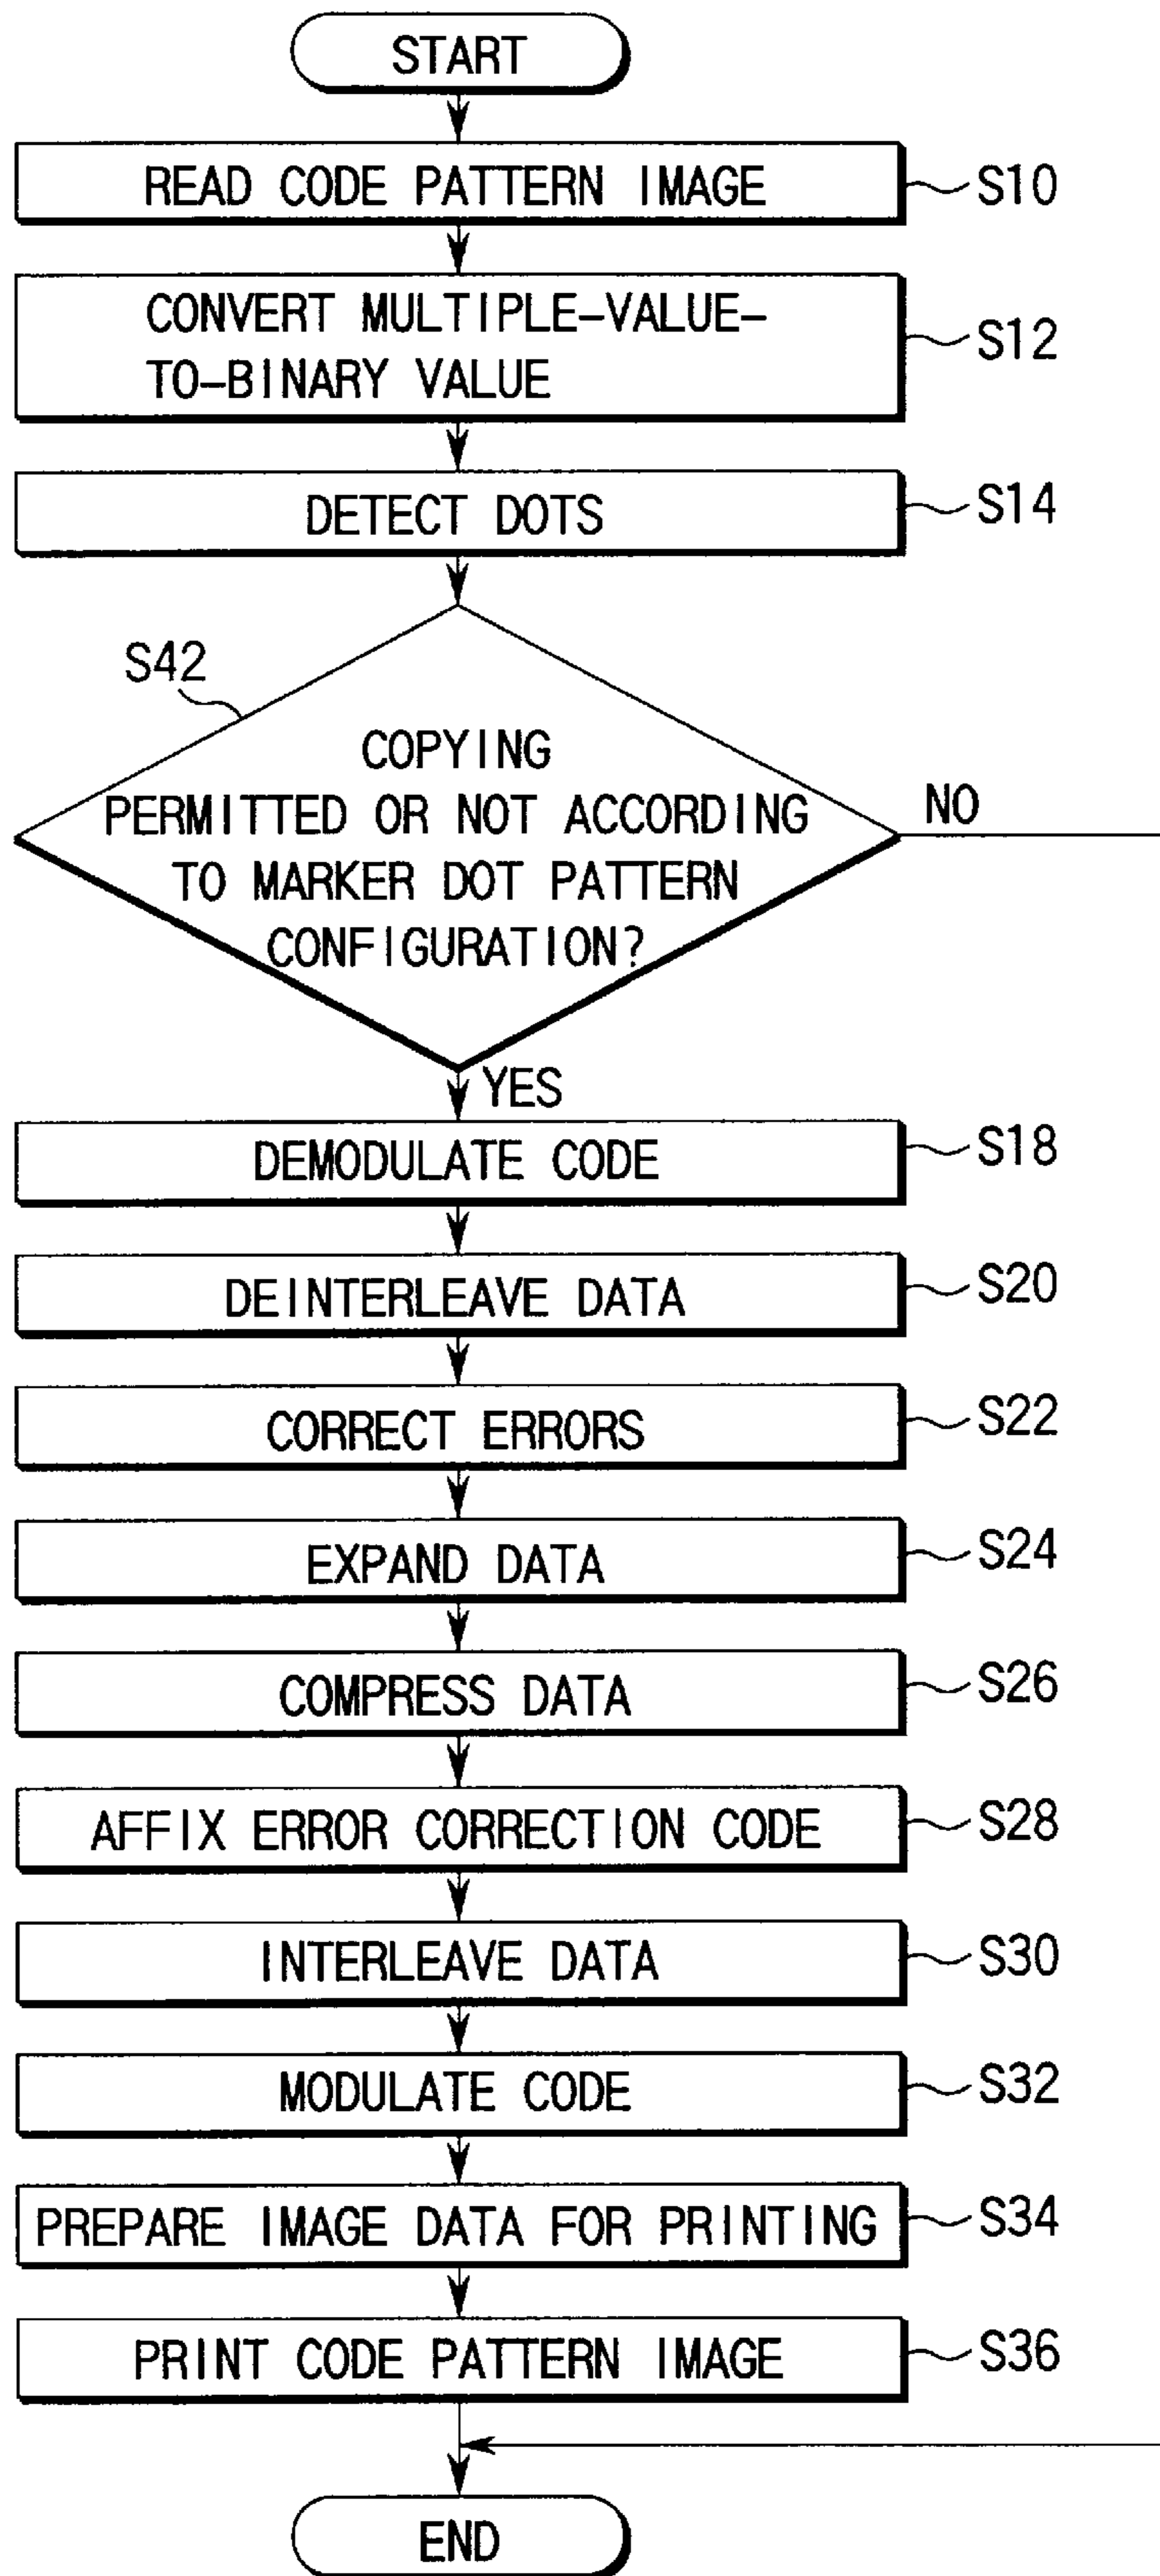 START
READ CODE PATTERN IMAGE
S10
CONVERT MULTIPLE-VALUE-
TO-BINARY VALUE
S12
DETECT DOTS
S14
S42
COPYING
PERMITTED OR NOT ACCORDING
TO MARKER DOT PATTERN
CONFIGURATION?
NO
YES
DEMODULATE CODE
S18
DEINTERLEAVE DATA
S20
CORRECT ERRORS
S22
EXPAND DATA
S24
COMPRESS DATA
S26
AFFIX ERROR CORRECTION CODE
S28
INTERLEAVE DATA
S30
MODULATE CODE
S32
PREPARE IMAGE DATA FOR PRINTING
S34
PRINT CODE PATTERN IMAGE
S36
END